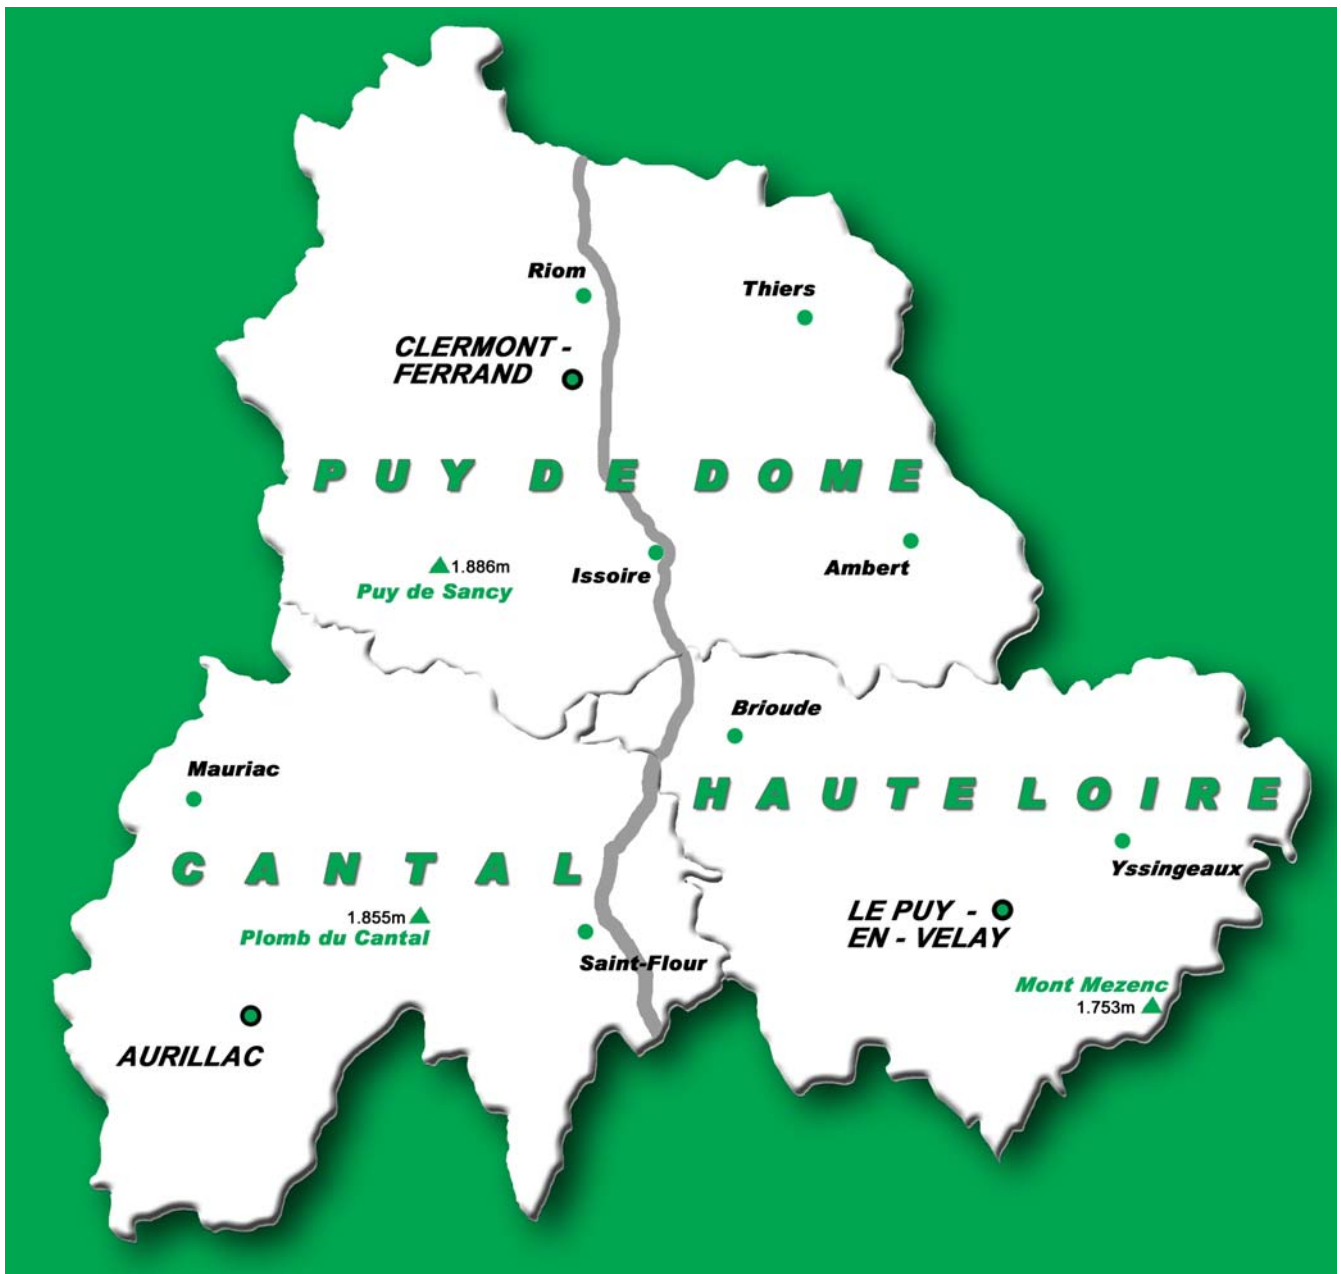 Riom
Thiers
CLERMONT -
FERRAND
PUY DE DOME
1.886m
Puy de Sancy
Issoire
Ambert
Brioude
Mauriac
HAUTE LOIRE
CANTAL
Yssingeaux
1.855m
Plomb du Cantal
LE PUY -
EN - VELAY
Saint-Flour
Mont Mezenc
1.753m
AURILLAC